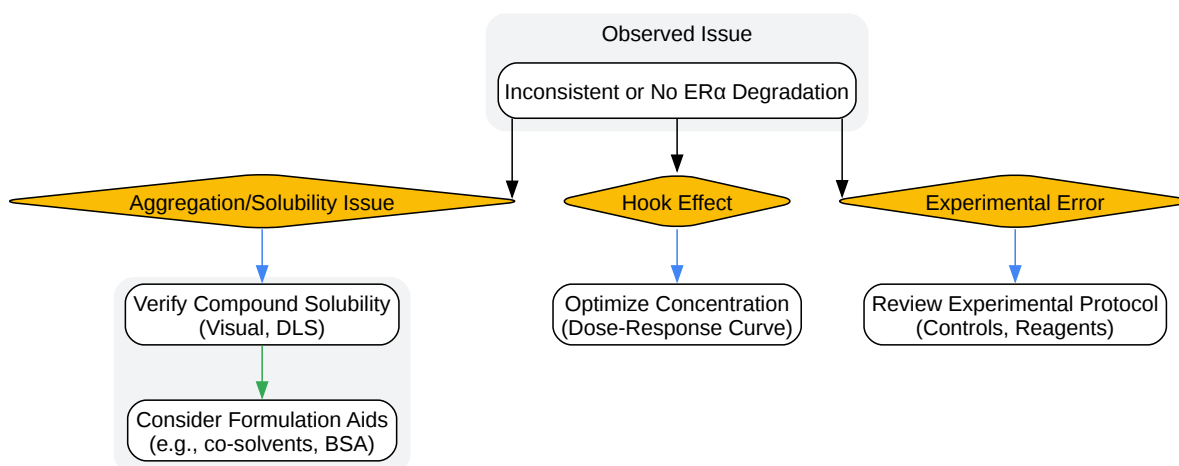 Observed Issue
Inconsistent or No ERα Degradation
Aggregation/Solubility Issue
Hook Effect
Experimental Error
Verify Compound Solubility
(Visual, DLS)
Optimize Concentration
(Dose-Response Curve)
Review Experimental Protocol
(Controls, Reagents)
Consider Formulation Aids
(e.g., co-solvents, BSA)